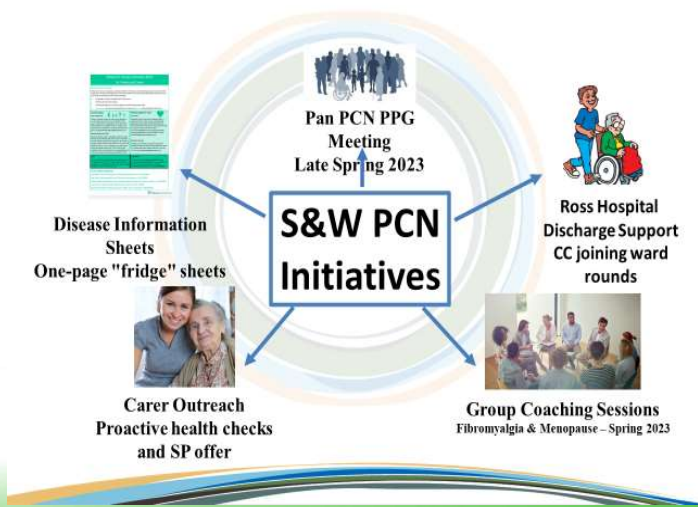 Pan PCN PPG
Meeting
Late Spring 2023
S&W PCN
Initiatives
Disease Information
Sheets
One-page "fridge" sheets
Ross Hospital
Discharge Support
CC joining ward
rounds
Carer Outreach
Proactive health checks
and SP offer
Group Coaching Sessions
Fibromyalgia & Menopause – Spring 2023